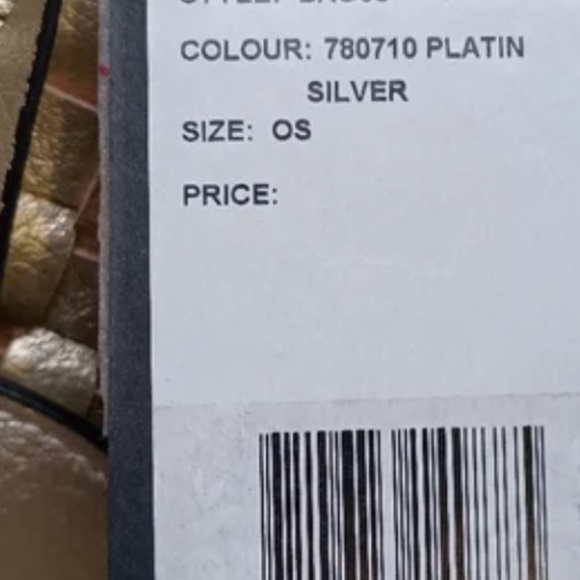 COLOUR: 780710 PLATIN
SILVER
SIZE: OS
PRICE: